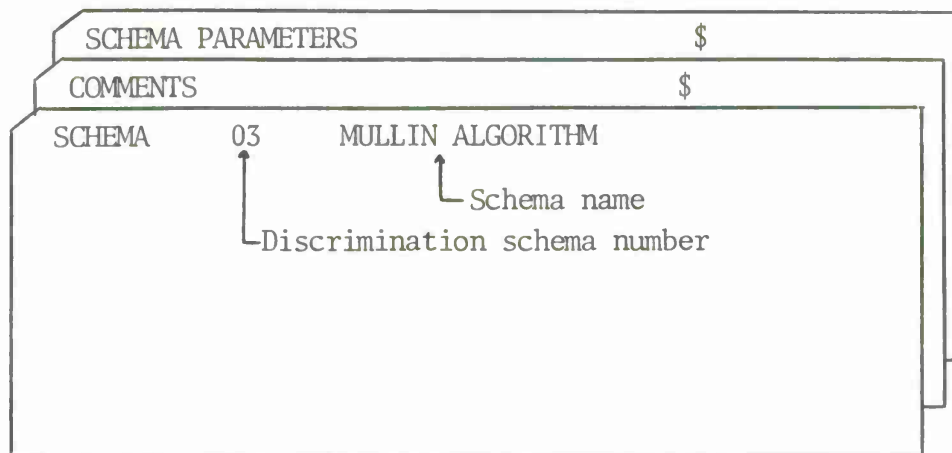 SCHEMA PARAMETERS $
COMMENTS $
SCHEMA 03 MULLIN ALGORITHM
Schema name
Discrimination schema number